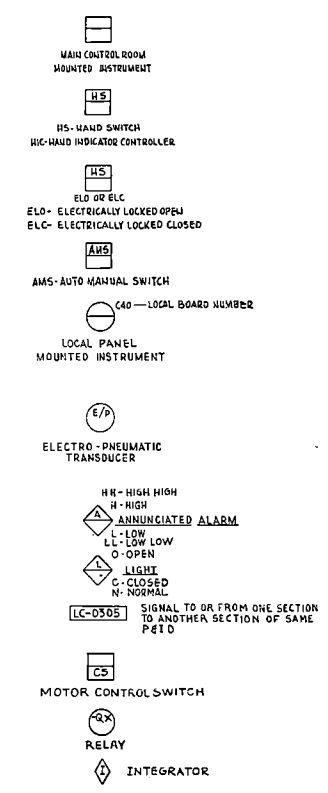 MAIN CONTROL ROOM
MOUNTED INSTRUMENT
HS
HS-HAND SWITCH
HIC-HAND INDICATOR CONTROLLER
HS
ELO OR ELC
ELO- ELECTRICALLY LOCKED OPEN
ELC- ELECTRICALLY LOCKED CLOSED
AMS
AMS-AUTO MANUAL SWITCH
C40 — LOCAL BOARD NUMBER
LOCAL PANEL
MOUNTED INSTRUMENT
E/P
ELECTRO-PNEUMATIC
TRANSDUCER
HH-HIGH HIGH
H-HIGH
A
ANNUNCIATED ALARM
L-LOW
LL-LOW LOW
O-OPEN
L
LIGHT
C-CLOSED
N-NORMAL
LC-0305 SIGNAL TO OR FROM ONE SECTION
TO ANOTHER SECTION OF SAME
P&ID
CS
MOTOR CONTROL SWITCH
-QX
RELAY
I INTEGRATOR